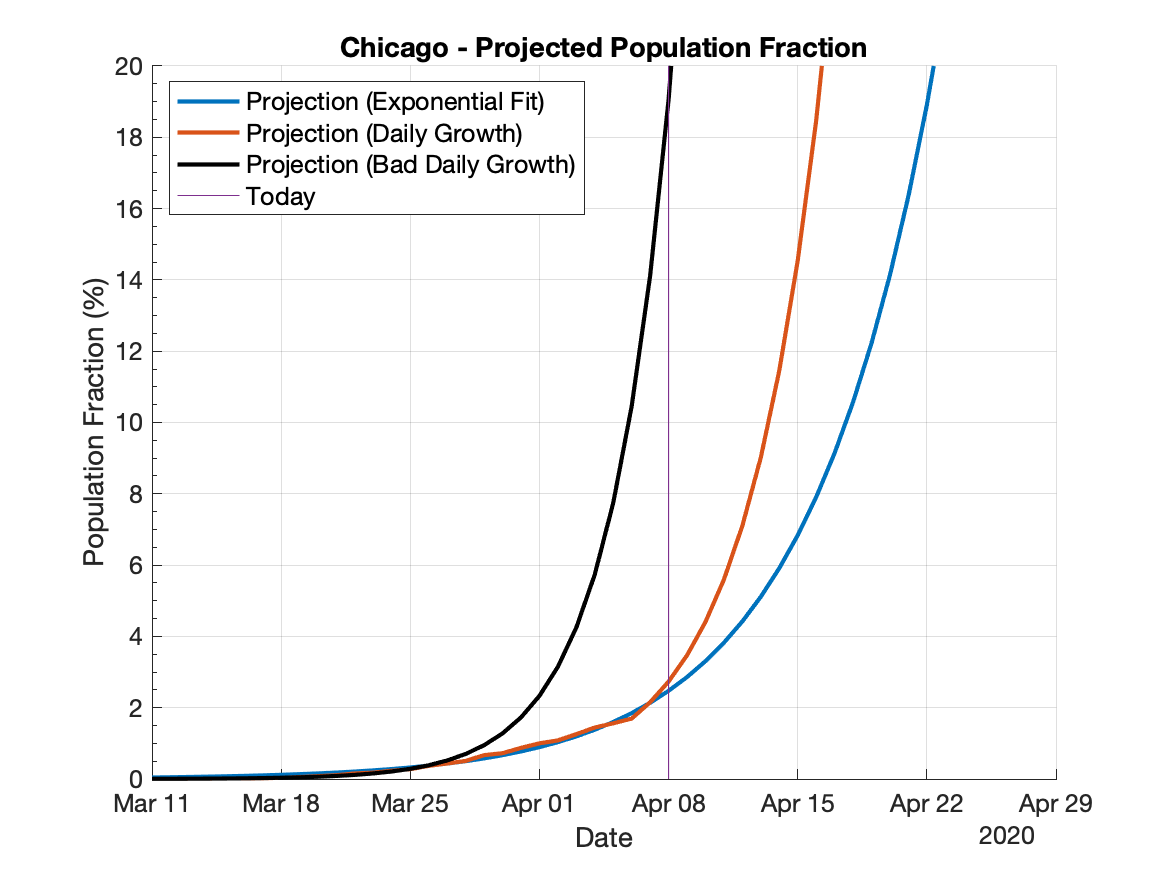 Chicago - Projected Population Fraction
20
18
16
14
12
10
8
6
4
2
0
Population Fraction (%)
Projection (Exponential Fit)
Projection (Daily Growth)
Projection (Bad Daily Growth)
Today
Mar 11 Mar 18 Mar 25 Apr 01 Apr 08 Apr 15 Apr 22 Apr 29
Date
2020